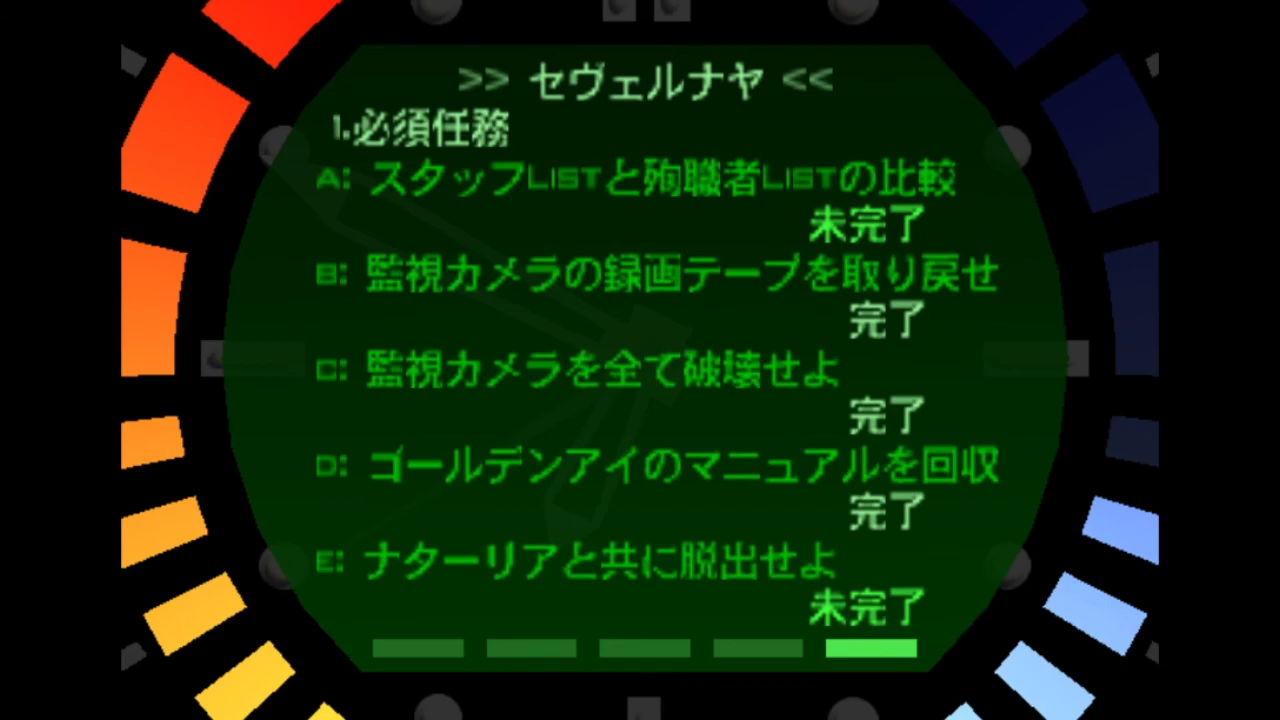 >> セヴェルナヤ <<
1.必須任務
A: スタッフLISTと殉職者LISTの比較
未完了
B: 監視カメラの録画テープを取り戻せ
完了
C: 監視カメラを全て破壊せよ
完了
D: ゴールデンアイのマニュアルを回収
完了
E: ナターリアと共に脱出せよ
未完了